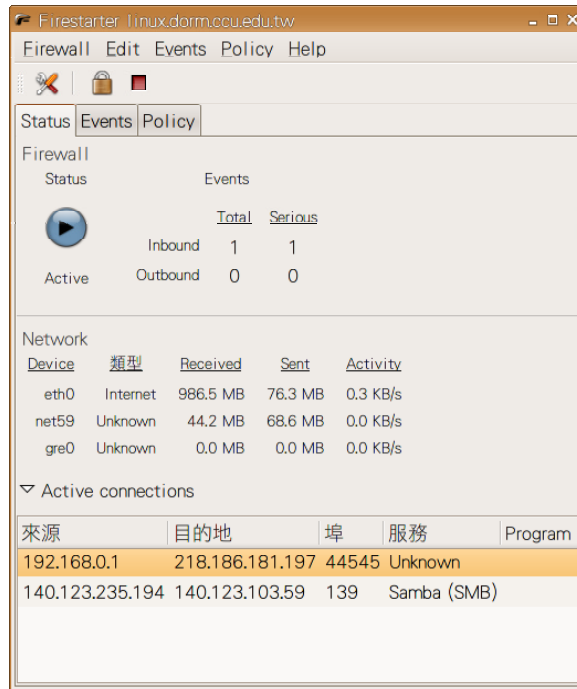 Firestarter linux.dorm.ccu.edu.tw
Firewall Edit Events Policy Help
Status Events Policy
Firewall
Status Events
Total Serious
Inbound 1 1
Active Outbound 0 0
Network
Device 類型 Received Sent Activity
eth0 Internet 986.5 MB 76.3 MB 0.3 KB/s
net59 Unknown 44.2 MB 68.6 MB 0.0 KB/s
gre0 Unknown 0.0 MB 0.0 MB 0.0 KB/s
Active connections
來源 目的地 埠 服務 Program
192.168.0.1 218.186.181.197 44545 Unknown
140.123.235.194 140.123.103.59 139 Samba (SMB)